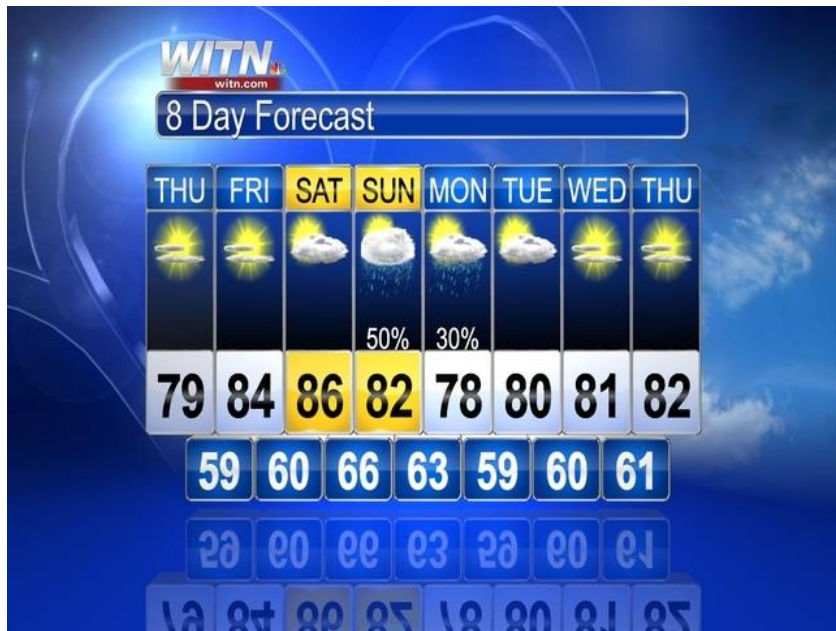 WITN
witn.com
8 Day Forecast
THU FRI SAT SUN MON TUE WED THU
50% 30%
79 84 86 82 78 80 81 82
59 60 66 63 59 60 61